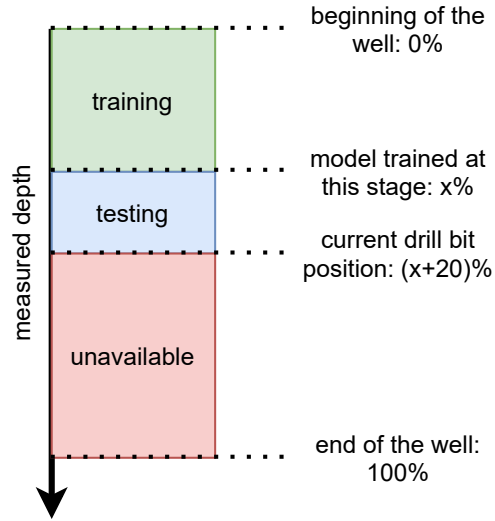 beginning of the
well: 0%
training
model trained at
this stage: x%
testing
current drill bit
position: (x+20)%
measured depth
unavailable
end of the well:
100%